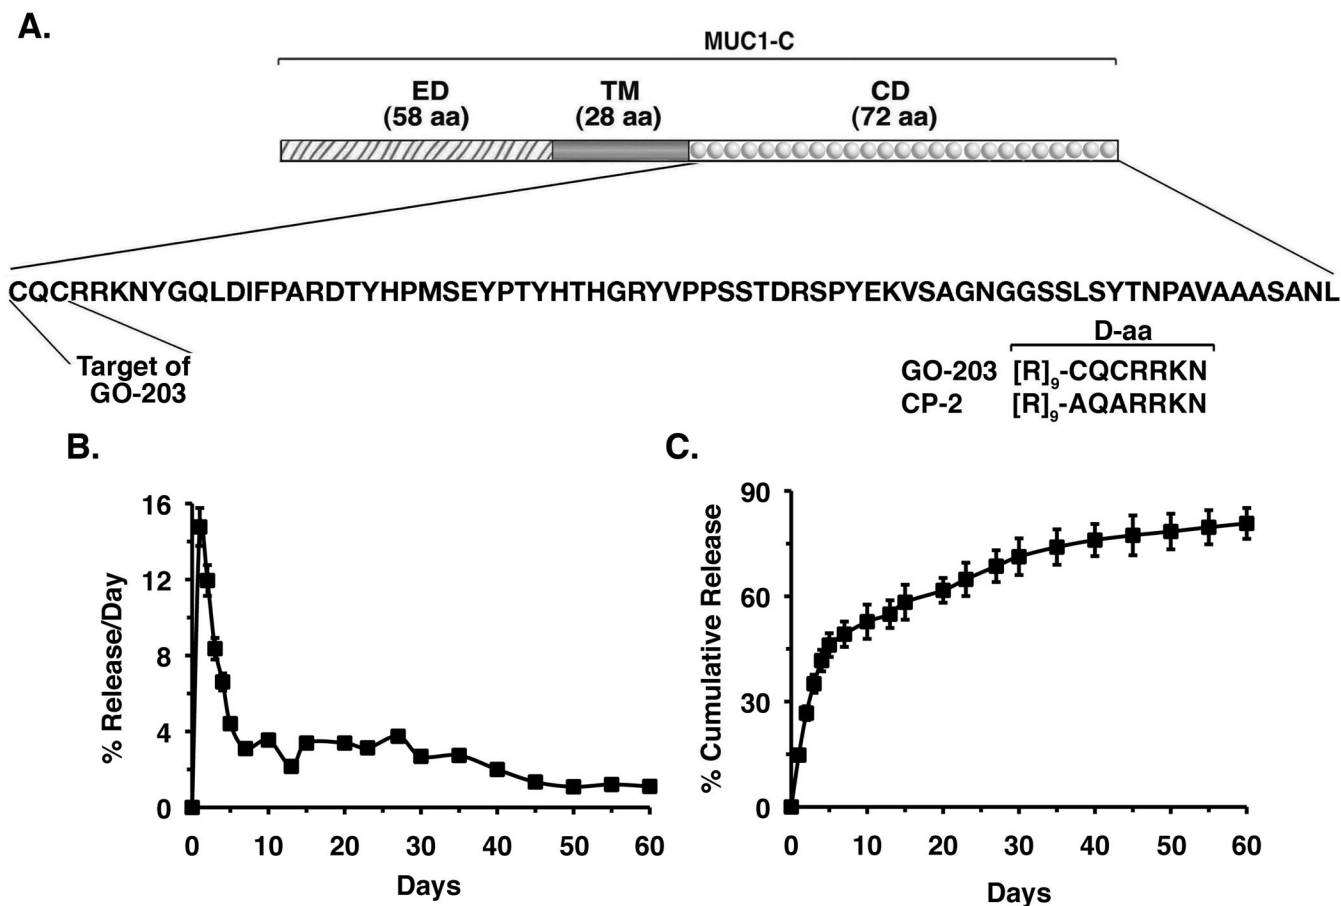 A.
MUC1-C
ED TM CD
(58 aa) (28 aa) (72 aa)
CQCRRKNYGQLDIFPARDTYHPMSEYPTYHTHGRYVPPSSTDRSPYEKVSAGNGGSSLSYTNPAVAAASANL
Target of
GO-203
D-aa
GO-203 [R]9-CQCRRKN
CP-2 [R]9-AQARRKN
B.
% Release/Day
16
12
8
4
0
0 10 20 30 40 50 60
Days
C.
% Cumulative Release
90
60
30
0
0 10 20 30 40 50 60
Days